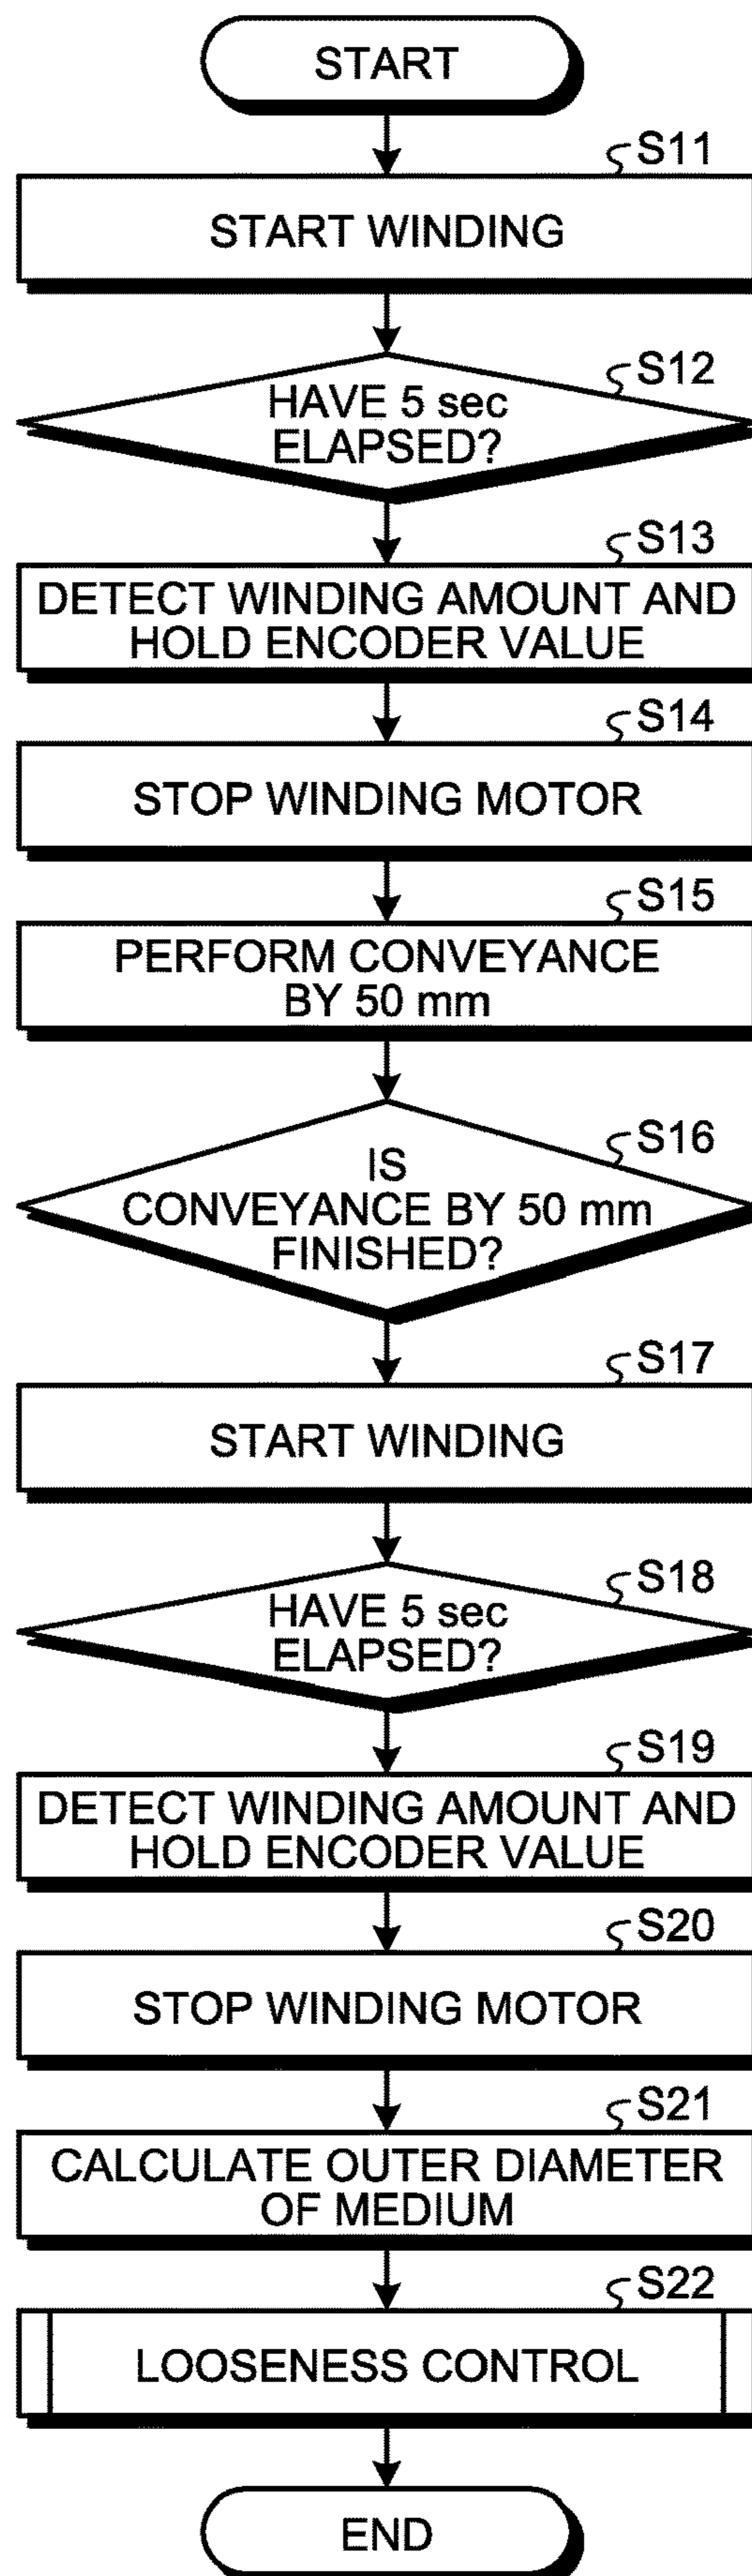 START
S11
START WINDING
S12
HAVE 5 sec
ELAPSED?
S13
DETECT WINDING AMOUNT AND
HOLD ENCODER VALUE
S14
STOP WINDING MOTOR
S15
PERFORM CONVEYANCE
BY 50 mm
S16
IS
CONVEYANCE BY 50 mm
FINISHED?
S17
START WINDING
S18
HAVE 5 sec
ELAPSED?
S19
DETECT WINDING AMOUNT AND
HOLD ENCODER VALUE
S20
STOP WINDING MOTOR
S21
CALCULATE OUTER DIAMETER
OF MEDIUM
S22
LOOSENESS CONTROL
END